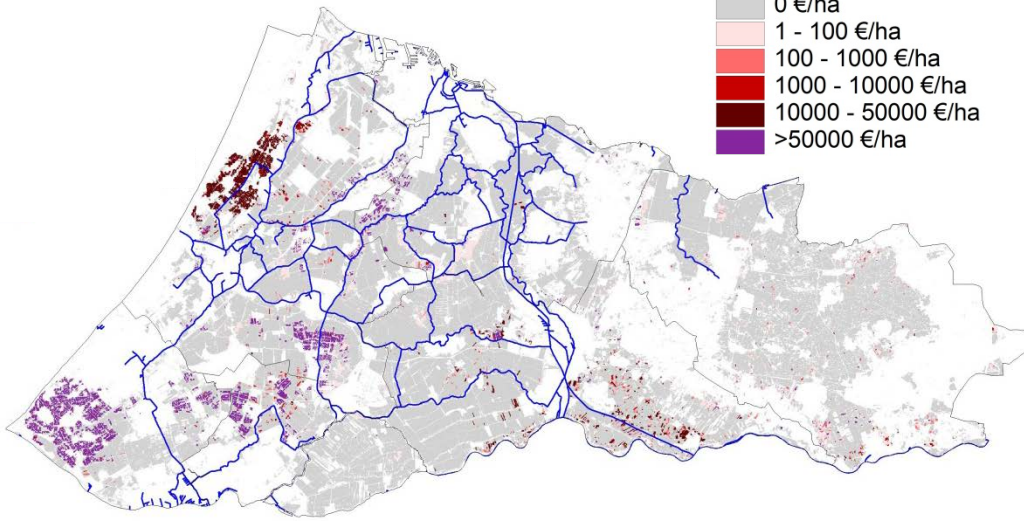 0 €/ha
1 - 100 €/ha
100 - 1000 €/ha
1000 - 10000 €/ha
10000 - 50000 €/ha
>50000 €/ha